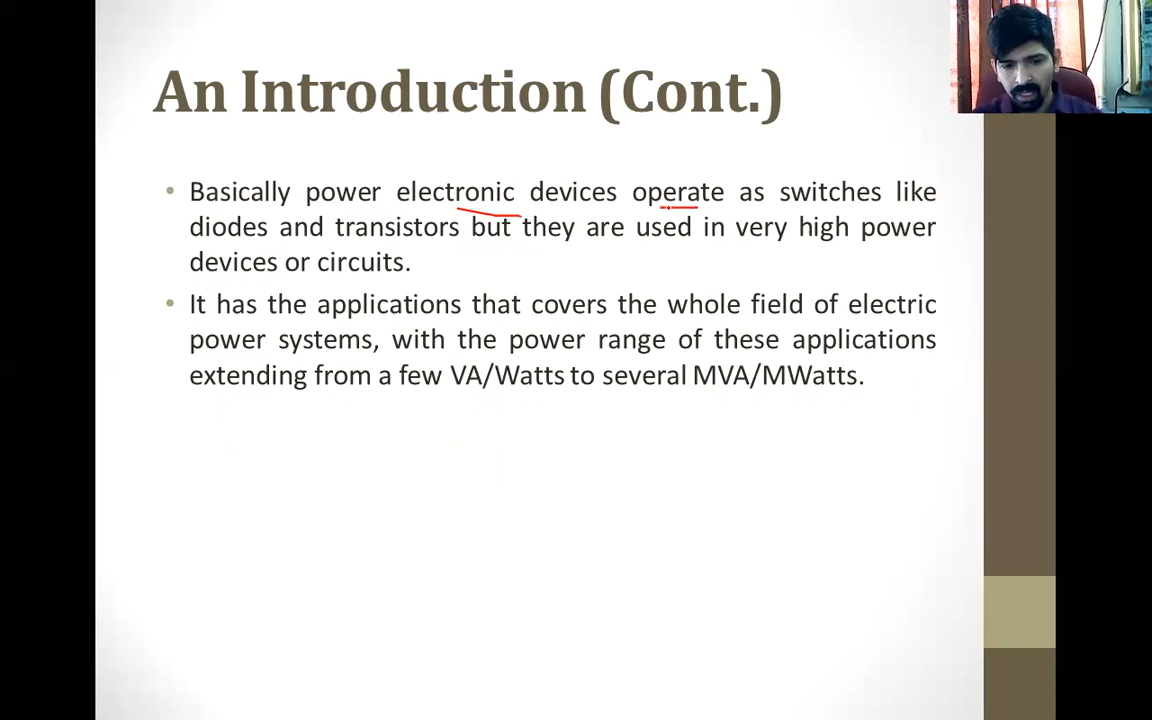 An Introduction (Cont.)
• Basically power electronic devices operate as switches like
diodes and transistors but they are used in very high power
devices or circuits.
• It has the applications that covers the whole field of electric
power systems, with the power range of these applications
extending from a few VA/Watts to several MVA/MWatts.